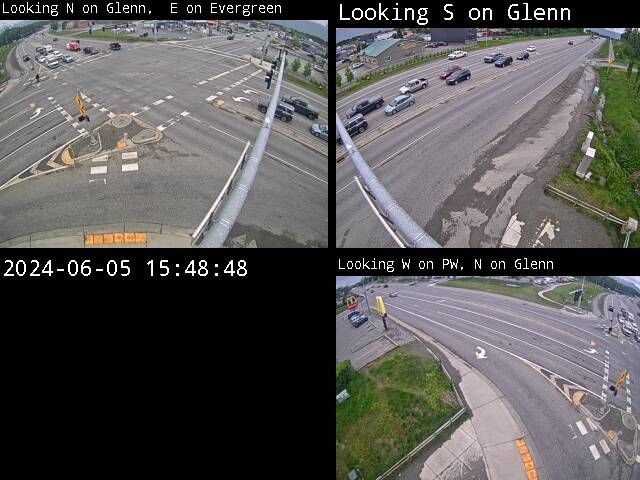 Looking N on Glenn,  E on Evergreen
Looking S on Glenn
2024-06-05 15:48:48
Looking W on PW, N on Glenn